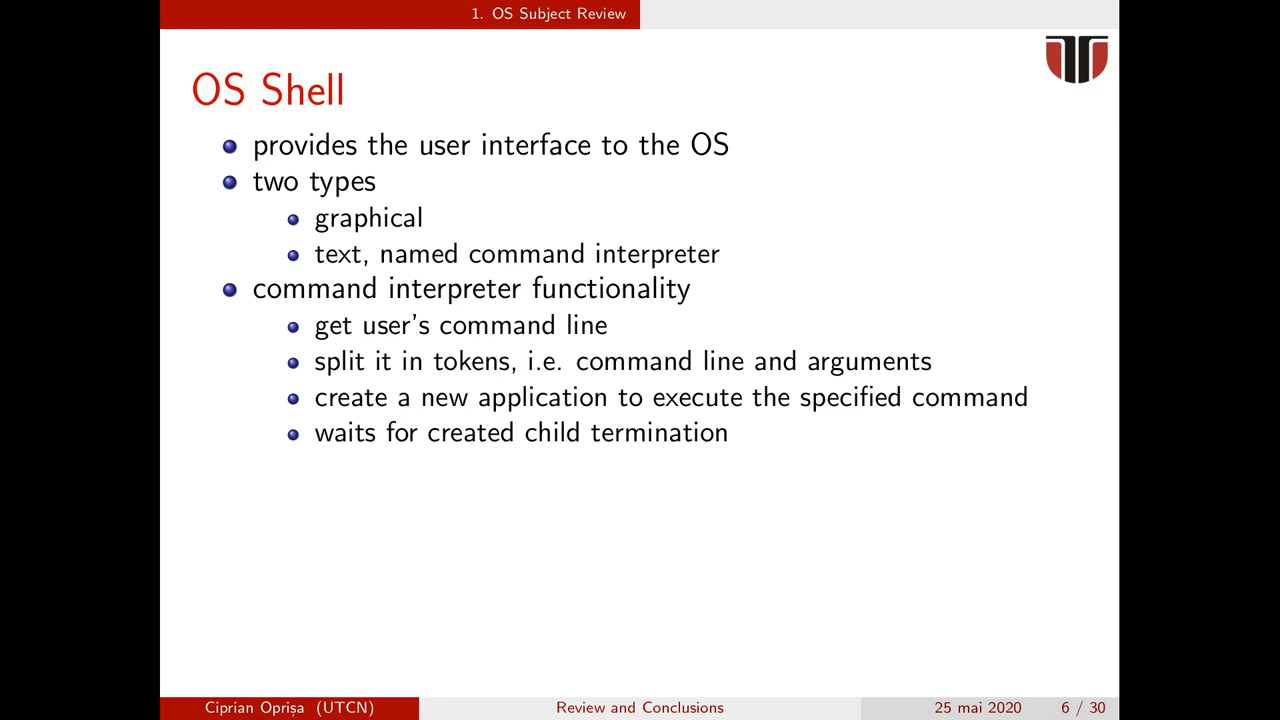 1. OS Subject Review
OS Shell
provides the user interface to the OS
two types
graphical
text, named command interpreter
command interpreter functionality
get user's command line
split it in tokens, i.e. command line and arguments
create a new application to execute the specified command
waits for created child termination
Ciprian Oprișa (UTCN)
Review and Conclusions
25 mai 2020
6 / 30